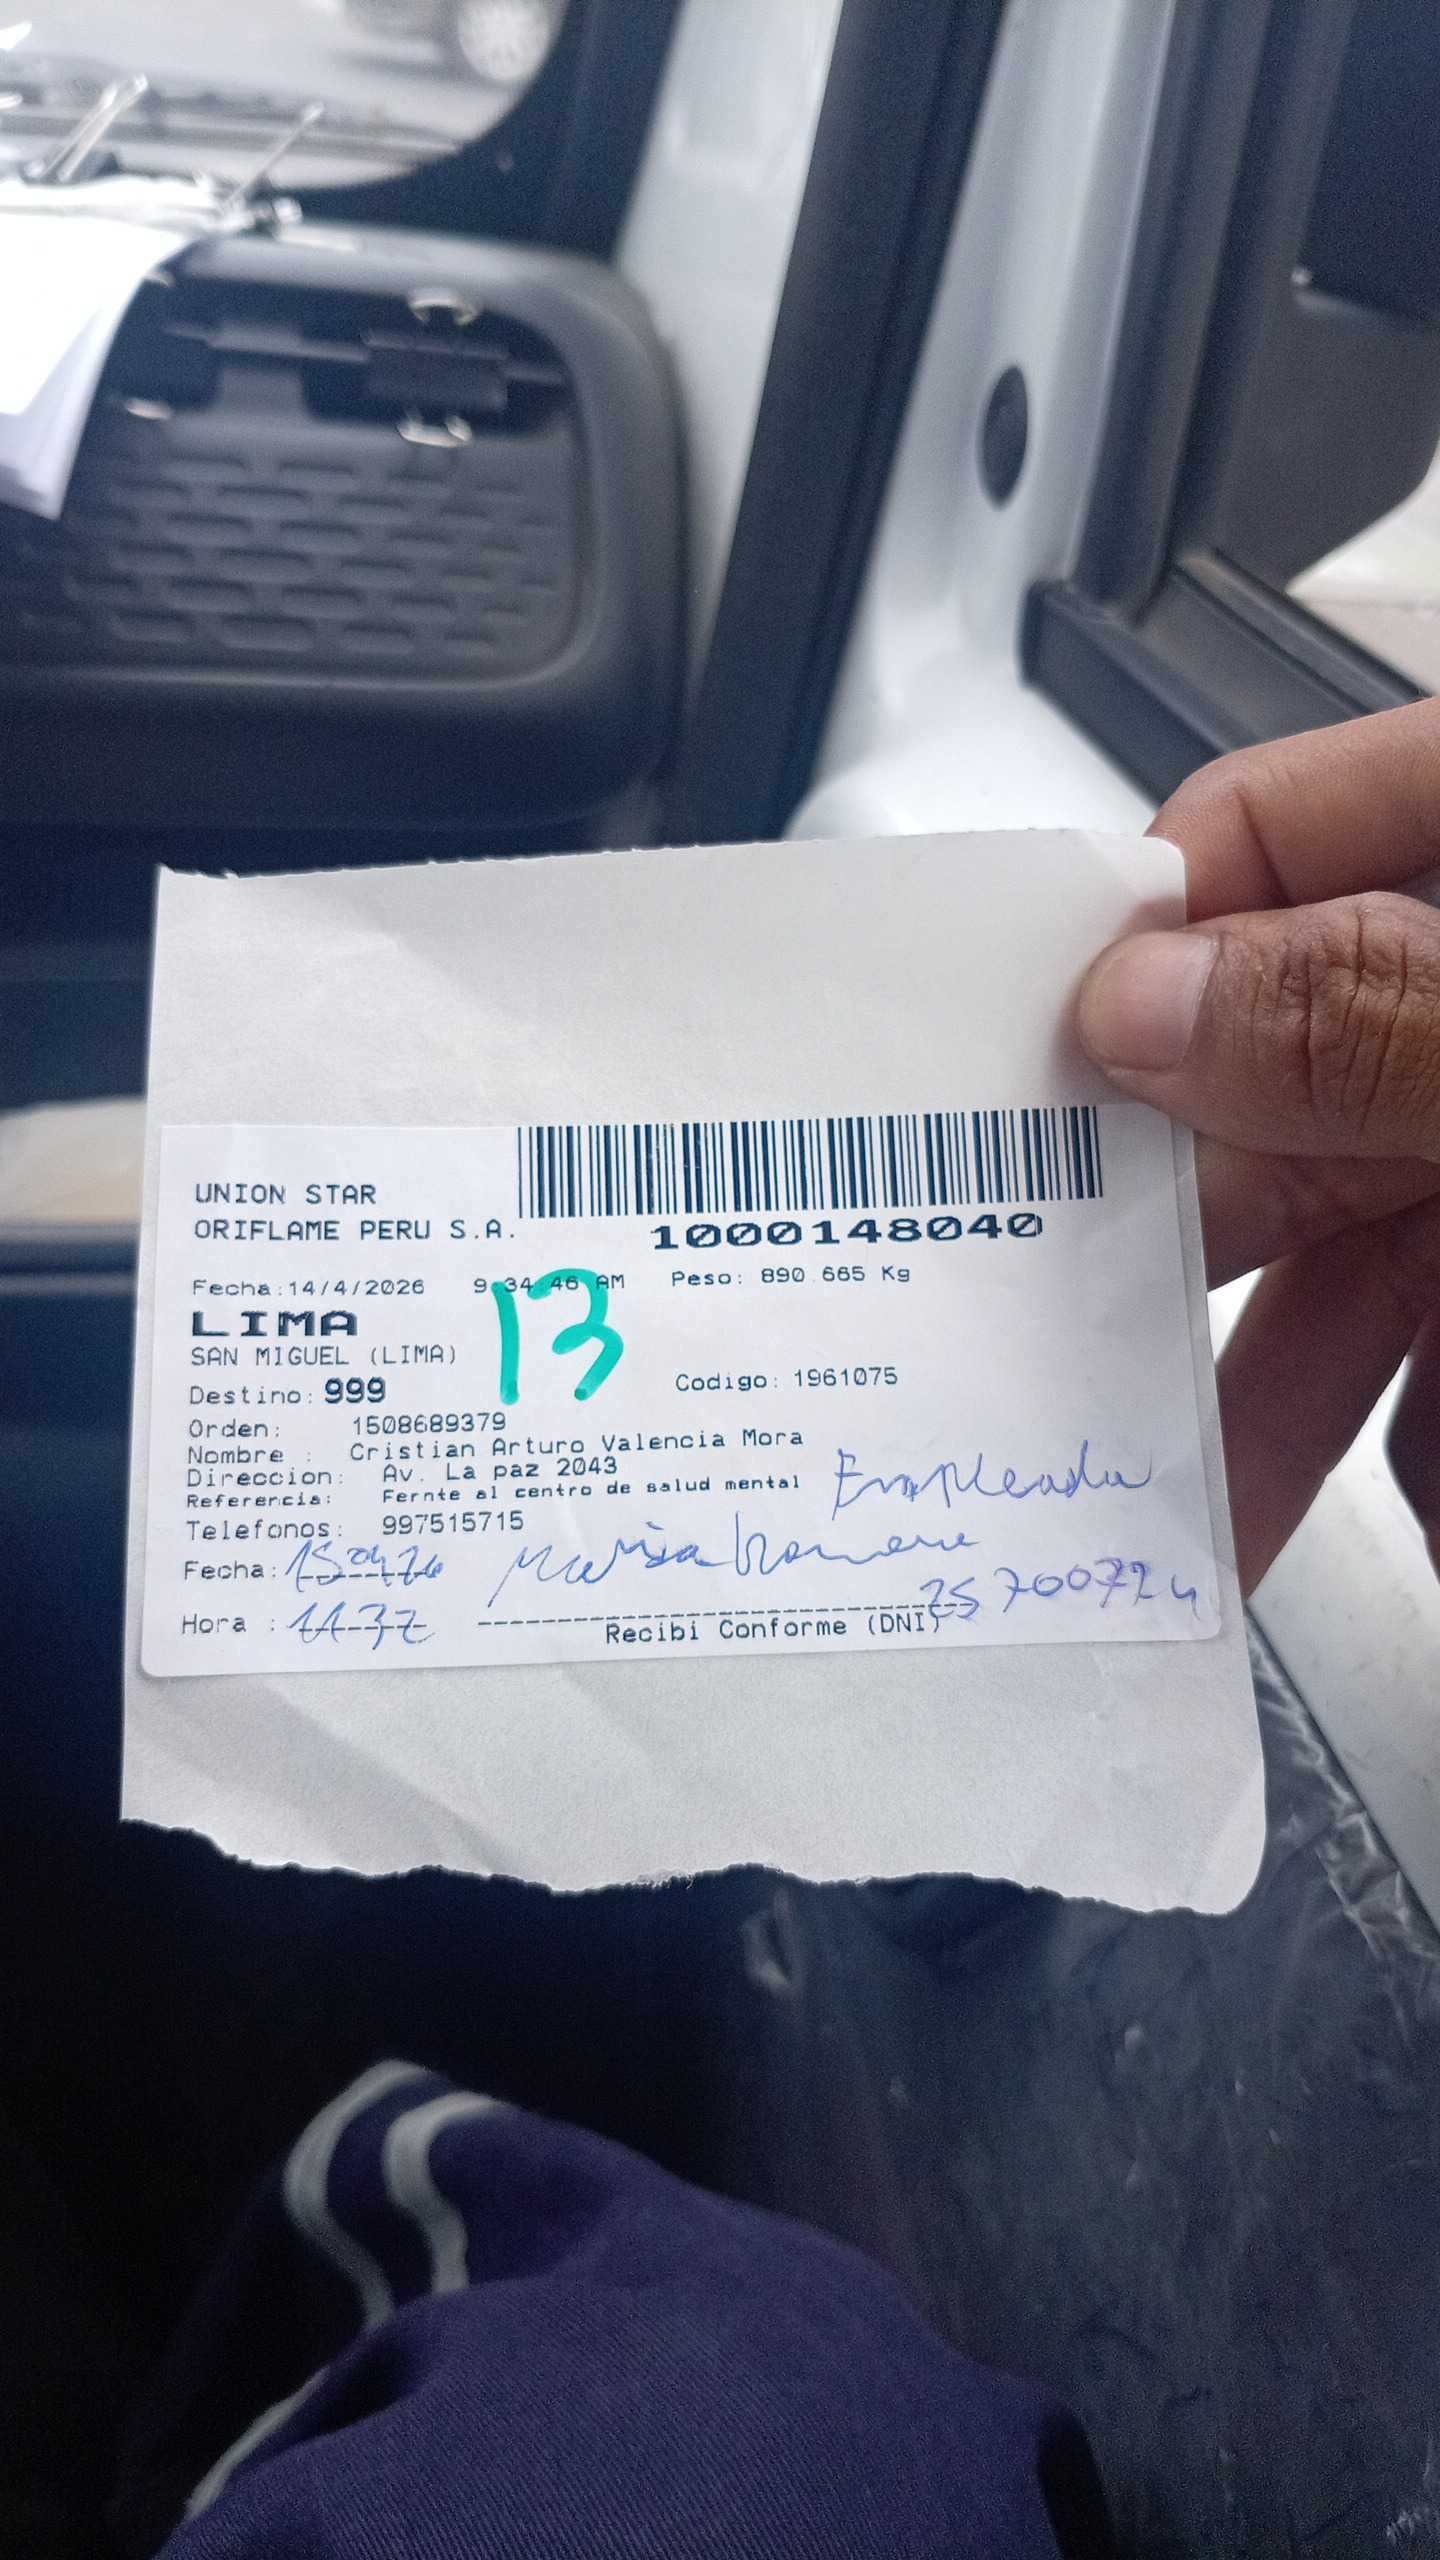 UNION STAR
ORIFLAME PERU S.A.
1000148040
Fecha:14/4/2026 9:34:46 AM Peso: 890.665 Kg
LIMA
13
SAN MIGUEL (LIMA)
Destino: 999 Codigo: 1961075
Orden: 1508689379
Nombre : Cristian Arturo Valencia Mora
Direccion: Av. La paz 2043
Referencia: Fernte al centro de salud mental Empleada
Telefonos: 997515715
Fecha: 150426
Hora : 1137
Recibi Conforme (DNI)